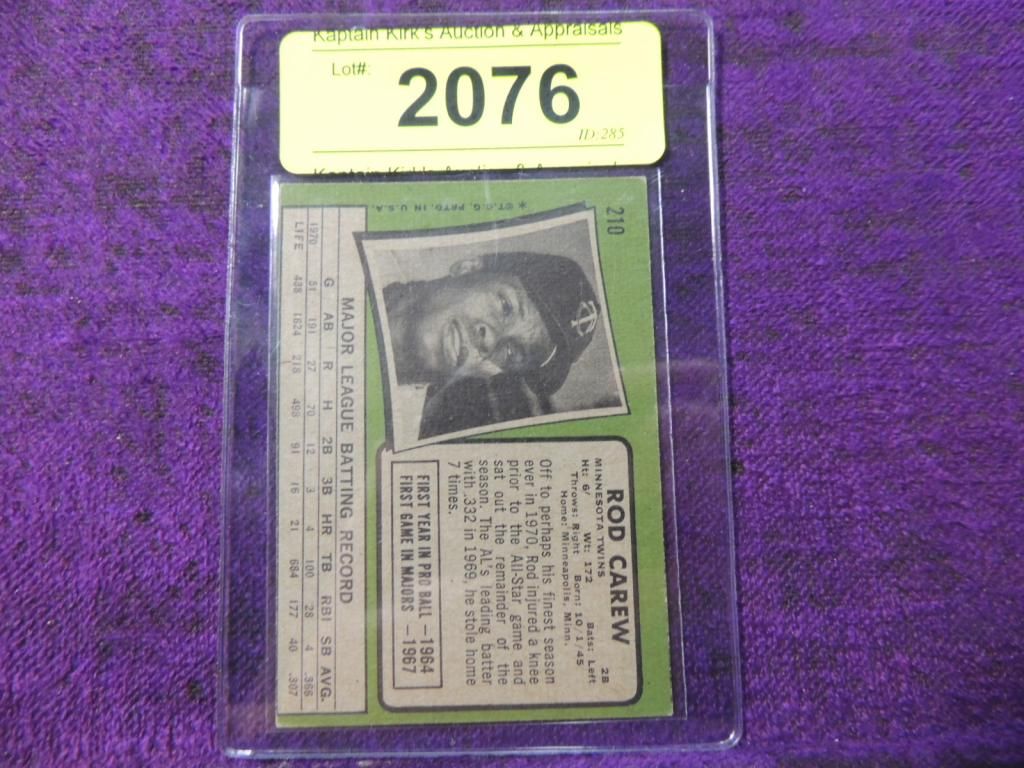 Kaptain Kirk's Auction & Appraisals
Lot#:
2076
ID:285
210
ROD CAREW 2B
MINNESOTA TWINS
Ht: 6' Wt: 172 Bats: Left
Throws: Right Born: 10/1/45
Home: Minneapolis, Minn.
Off to perhaps his finest season
ever in 1970, Rod injured a knee
prior to the All-Star game and
sat out the remainder of the
season. The AL's leading batter
with .332 in 1969, he stole home
7 times.
FIRST YEAR IN PRO BALL — 1964
FIRST GAME IN MAJORS — 1967
*©T.C.G. PRTD. IN U.S.A.
MAJOR LEAGUE BATTING RECORD
G AB R H 2B 3B HR TB RBI SB AVG.
1970 51 191 27 70 12 3 4 100 28 4 .366
LIFE 438 1624 218 498 91 16 21 684 177 40 .307